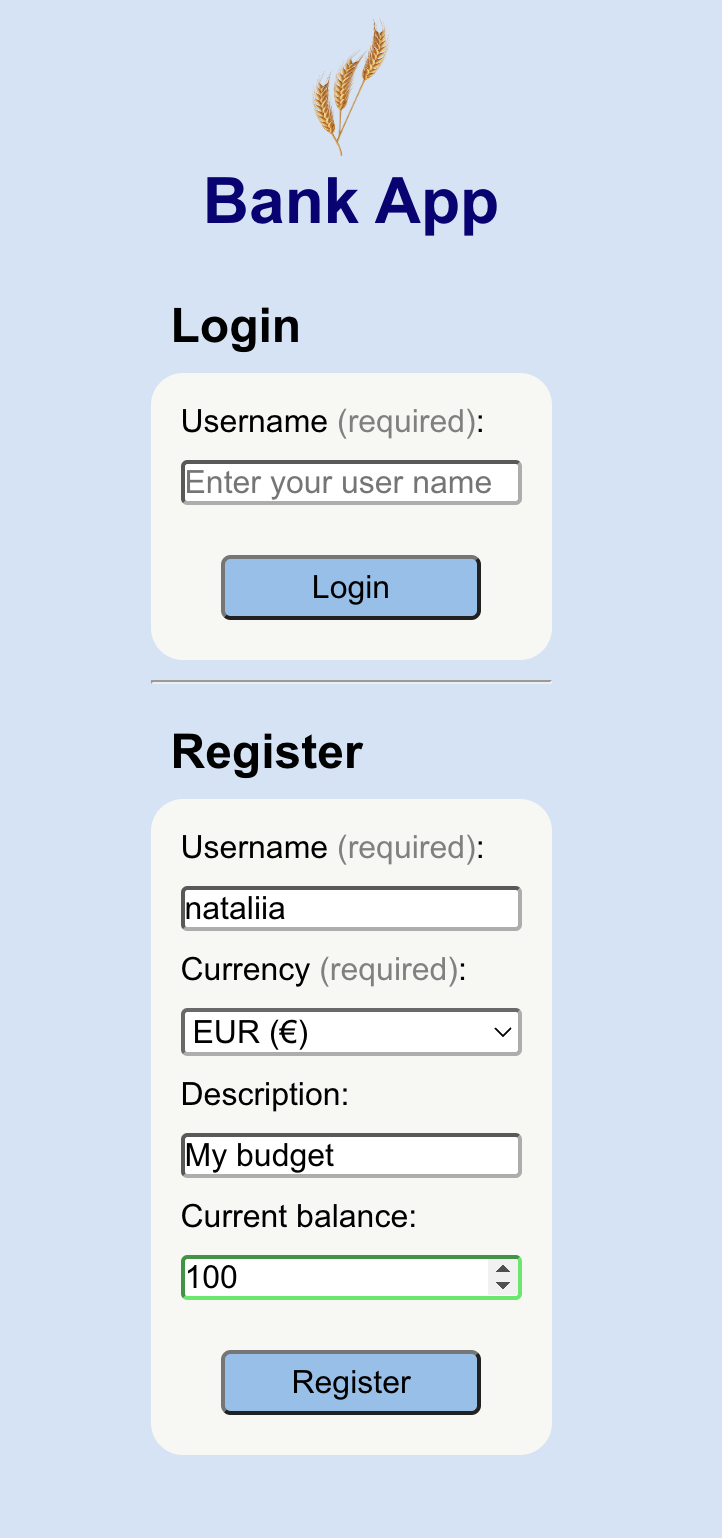 Bank App
Login
Username (required):
Enter your user name
Login
Register
Username (required):
nataliia
Currency (required):
EUR (€)
Description:
My budget
Current balance:
100
Register